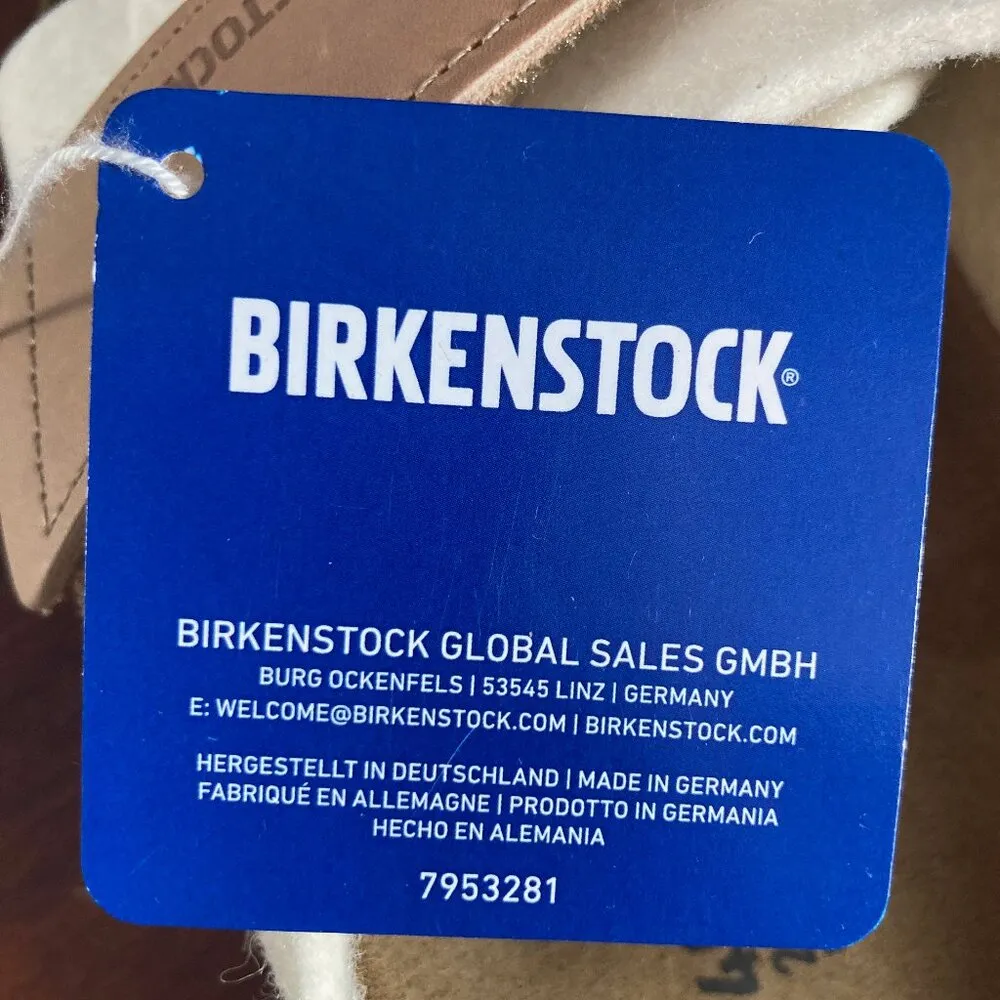 BIRKENSTOCK®
BIRKENSTOCK GLOBAL SALES GMBH
BURG OCKENFELS | 53545 LINZ | GERMANY
E: WELCOME@BIRKENSTOCK.COM | BIRKENSTOCK.COM
HERGESTELLT IN DEUTSCHLAND | MADE IN GERMANY
FABRIQUÉ EN ALLEMAGNE | PRODOTTO IN GERMANIA
HECHO EN ALEMANIA
7953281